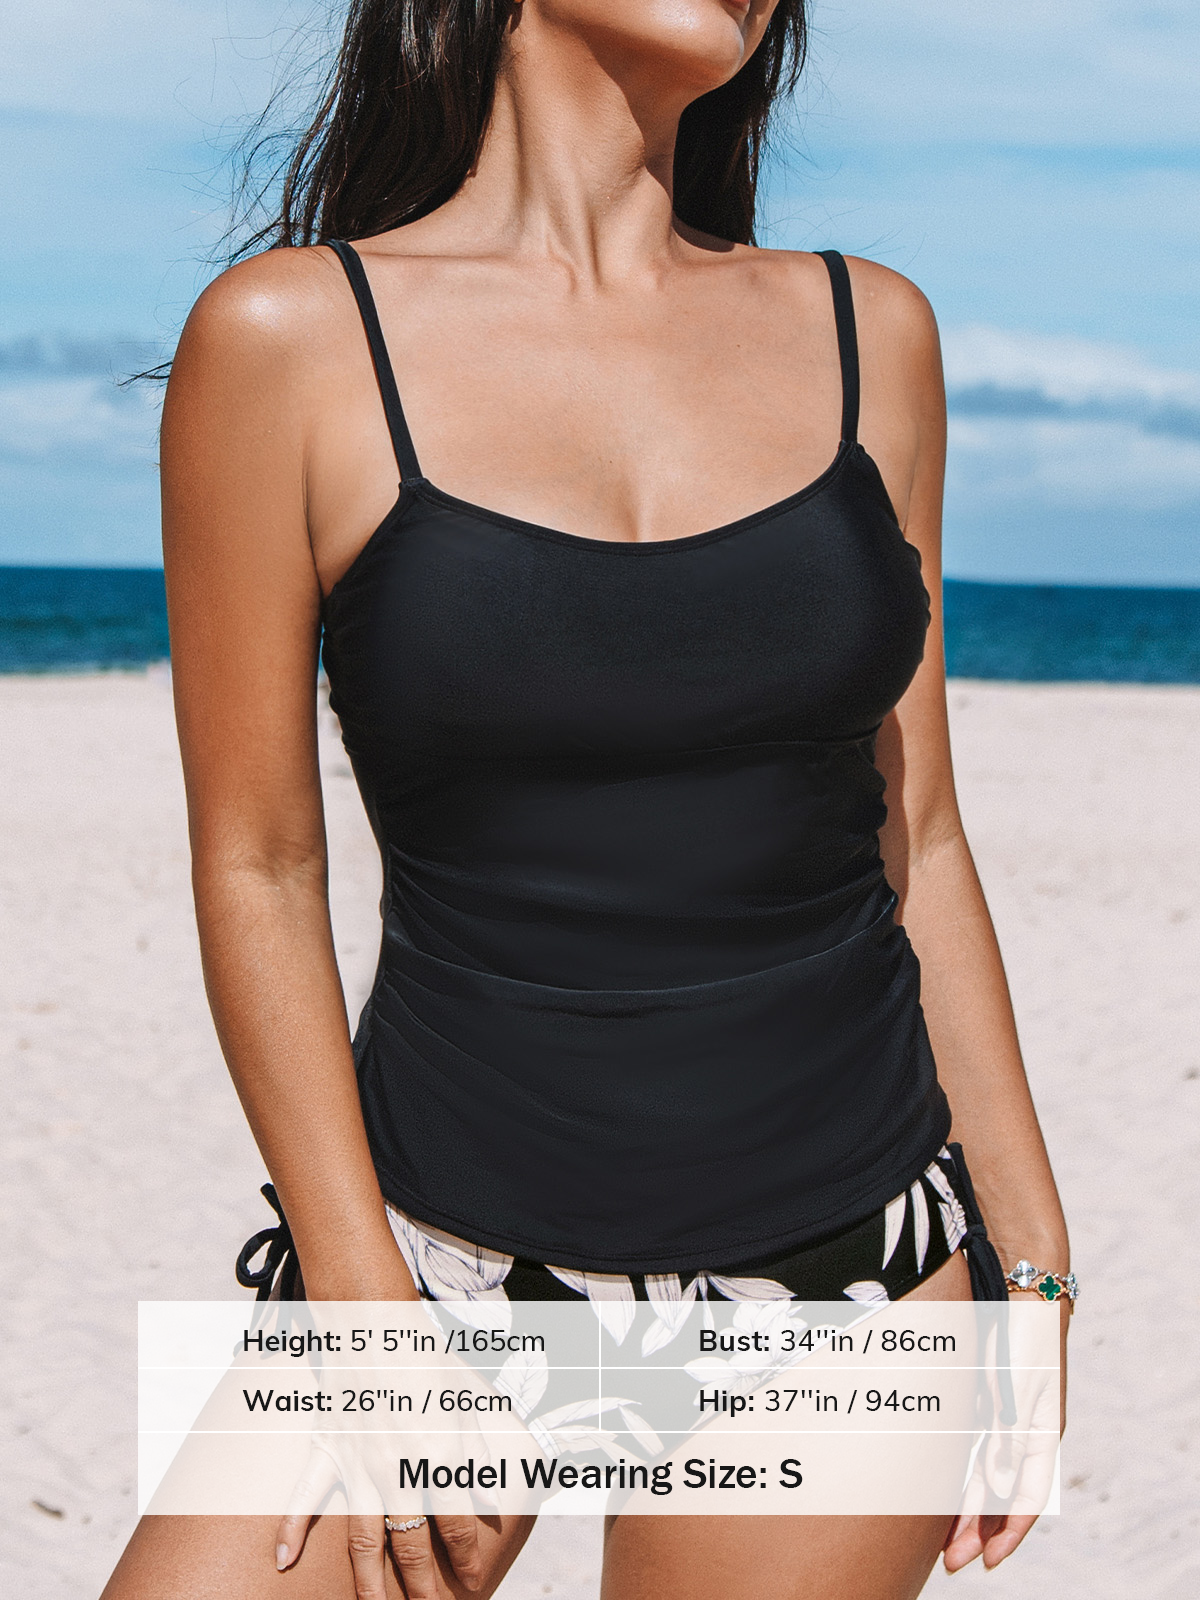 Height: 5' 5''in /165cm
Bust: 34''in / 86cm
Waist: 26''in / 66cm
Hip: 37''in / 94cm
Model Wearing Size: S